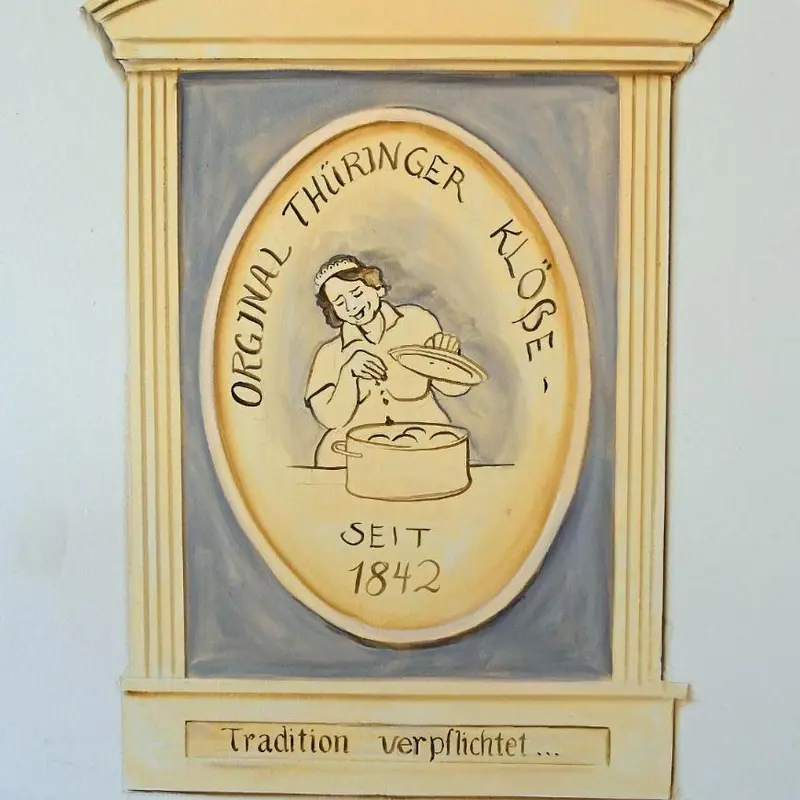 ORGINAL THÜRINGER KLÖßE-
SEIT
1842
Tradition verpflichtet...